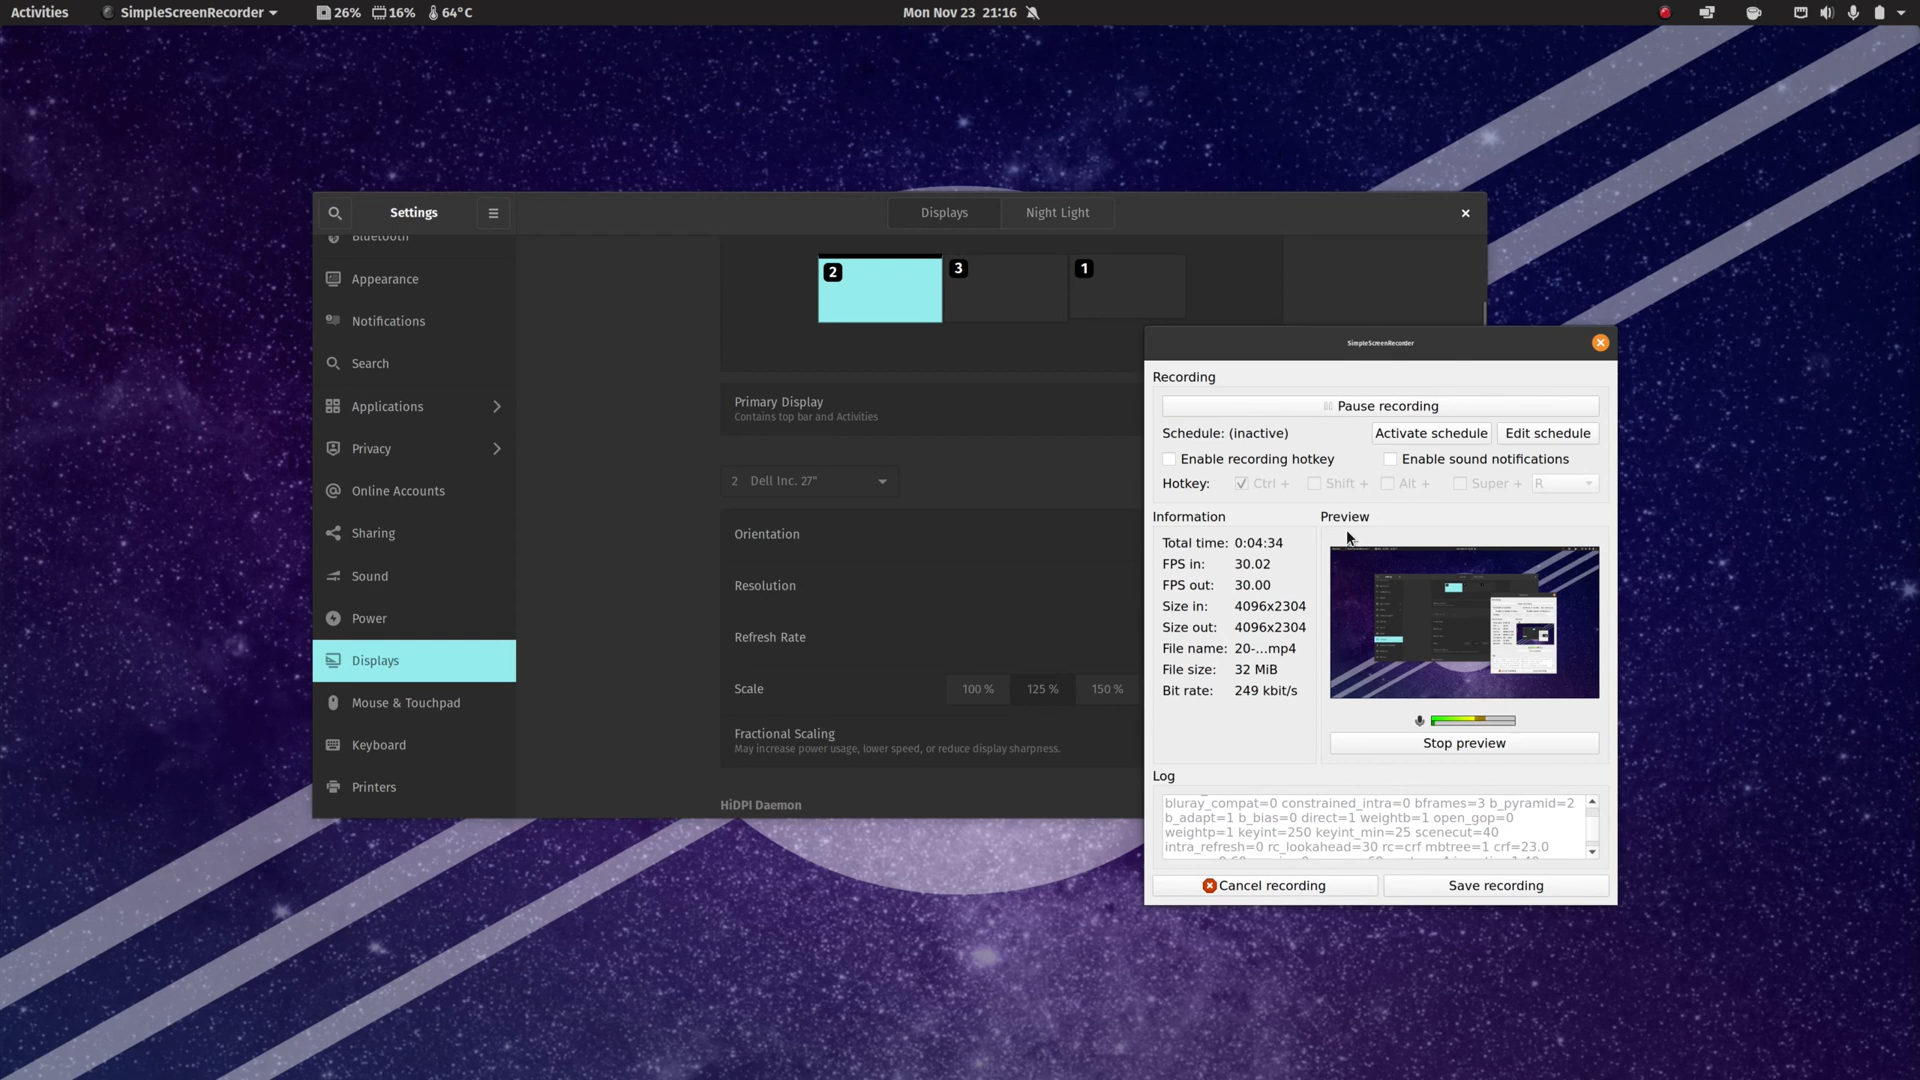 Activities SimpleScreenRecorder 26% 16% 64°C Mon Nov 23 21:16
Settings Displays Night Light
Bluetooth
Appearance
Notifications
Search
Applications
Privacy
Online Accounts
Sharing
Sound
Power
Displays
Mouse & Touchpad
Keyboard
Printers
2 3 1
Primary Display
Contains top bar and Activities
2 Dell Inc. 27"
Orientation
Resolution
Refresh Rate
Scale 100 % 125 % 150 %
Fractional Scaling
May increase power usage, lower speed, or reduce display sharpness.
HiDPI Daemon
SimpleScreenRecorder
Recording
Pause recording
Schedule: (inactive) Activate schedule Edit schedule
Enable recording hotkey Enable sound notifications
Hotkey: Ctrl + Shift + Alt + Super + R
Information
Total time: 0:04:34
FPS in: 30.02
FPS out: 30.00
Size in: 4096x2304
Size out: 4096x2304
File name: 20-...mp4
File size: 32 MiB
Bit rate: 249 kbit/s
Preview
Stop preview
Log
bluray_compat=0 constrained_intra=0 bframes=3 b_pyramid=2
b_adapt=1 b_bias=0 direct=1 weightb=1 open_gop=0
weightp=1 keyint=250 keyint_min=25 scenecut=40
intra_refresh=0 rc_lookahead=30 rc=crf mbtree=1 crf=23.0
Cancel recording Save recording